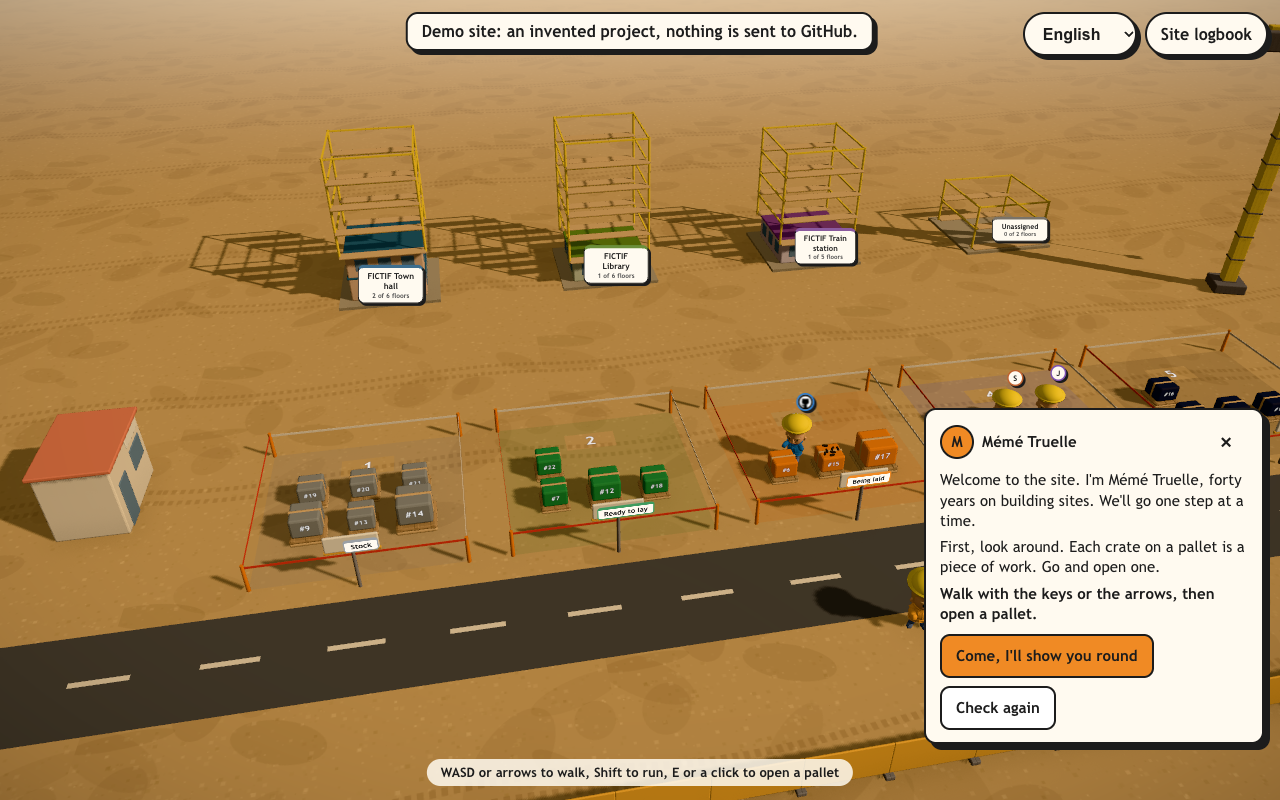 Demo site: an invented project, nothing is sent to GitHub.
English
Site logbook
FICTIF Town
hall
2 of 6 floors
FICTIF
Library
1 of 6 floors
FICTIF Train
station
1 of 5 floors
Unassigned
0 of 2 floors
S
J
1
#19
#20
#21
#9
#13
#14
Stock
2
#22
#7
#12
#18
Ready to lay
#6
#15
#17
Being laid
5
#16
M
Mémé Truelle
×
Welcome to the site. I'm Mémé Truelle, forty
years on building sites. We'll go one step at a
time.
First, look around. Each crate on a pallet is a
piece of work. Go and open one.
Walk with the keys or the arrows, then
open a pallet.
Come, I'll show you round
Check again
WASD or arrows to walk, Shift to run, E or a click to open a pallet